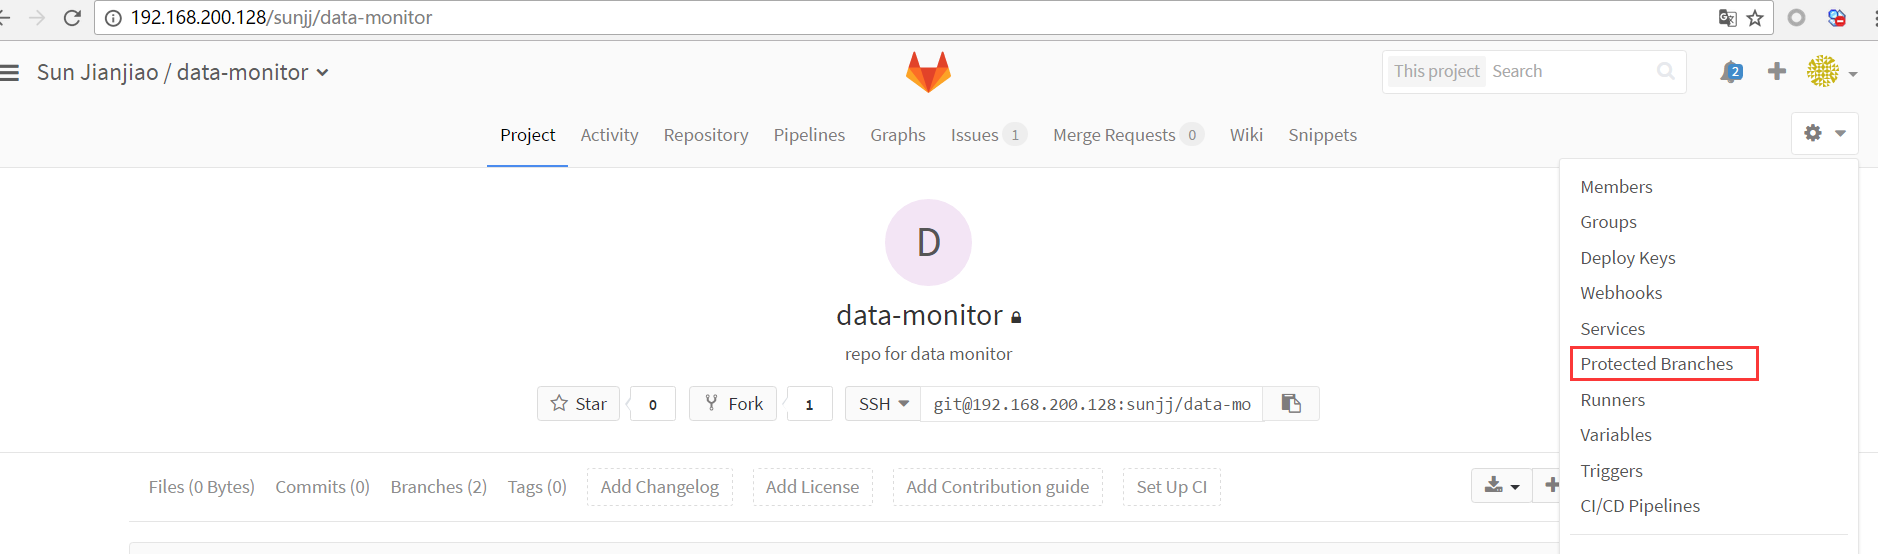 192.168.200.128/sunjj/data-monitor
Sun Jianjiao / data-monitor
This project Search
2
Project Activity Repository Pipelines Graphs Issues 1 Merge Requests 0 Wiki Snippets
Members
Groups
Deploy Keys
Webhooks
Services
Protected Branches
Runners
Variables
Triggers
CI/CD Pipelines
D
data-monitor
repo for data monitor
Star 0 Fork 1 SSH git@192.168.200.128:sunjj/data-mo
Files (0 Bytes) Commits (0) Branches (2) Tags (0) Add Changelog Add License Add Contribution guide Set Up CI